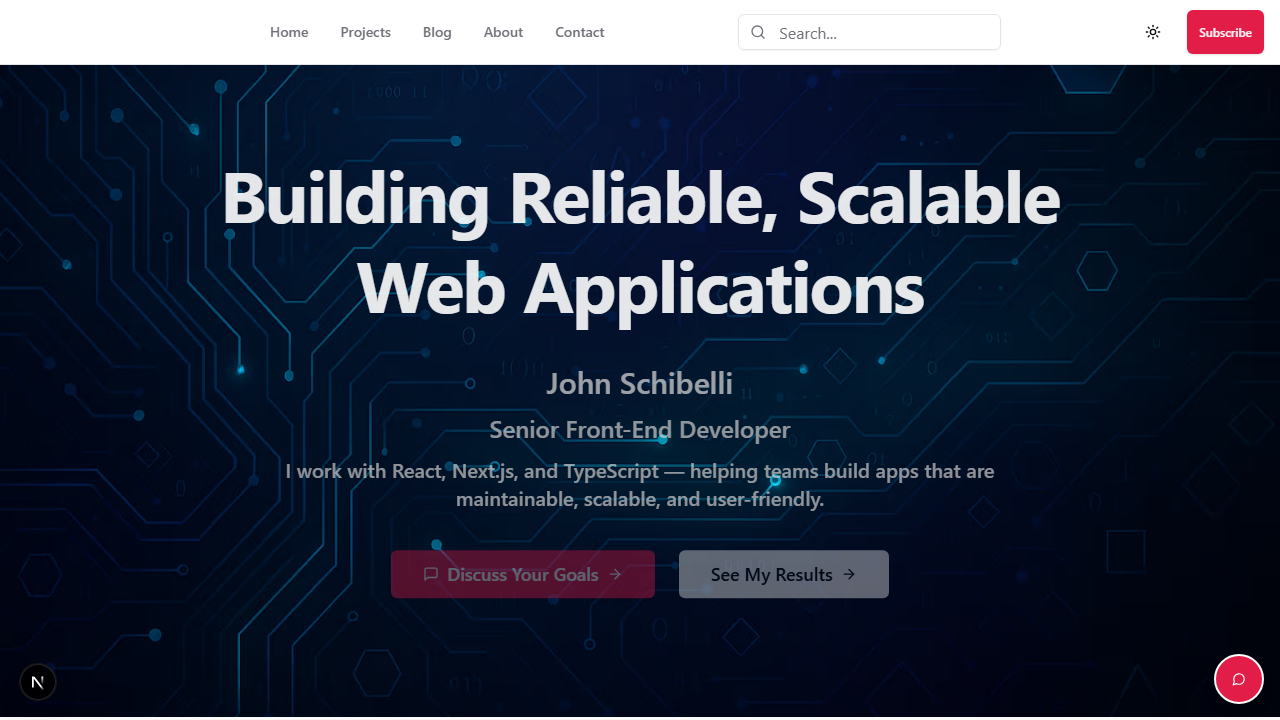 Home Projects Blog About Contact Search... Subscribe
Building Reliable, Scalable
Web Applications
John Schibelli
Senior Front-End Developer
I work with React, Next.js, and TypeScript — helping teams build apps that are
maintainable, scalable, and user-friendly.
Discuss Your Goals → See My Results →
N